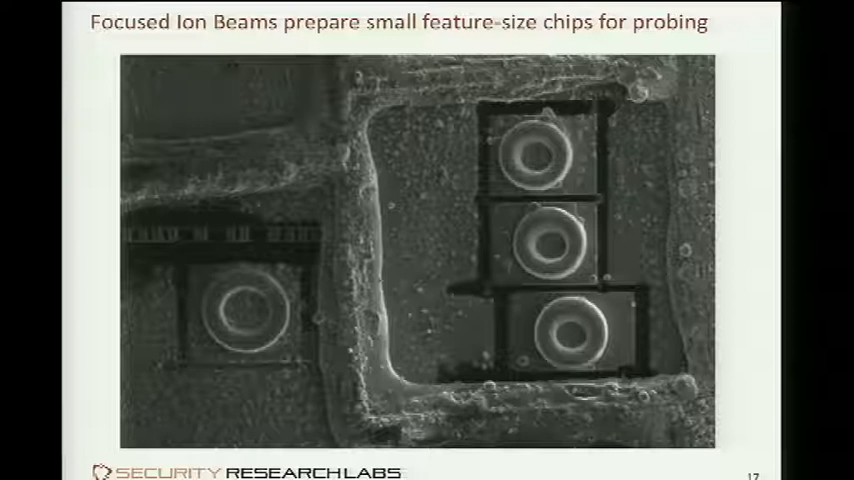 Focused Ion Beams prepare small feature-size chips for probing
SECURITY RESEARCH LABS
17